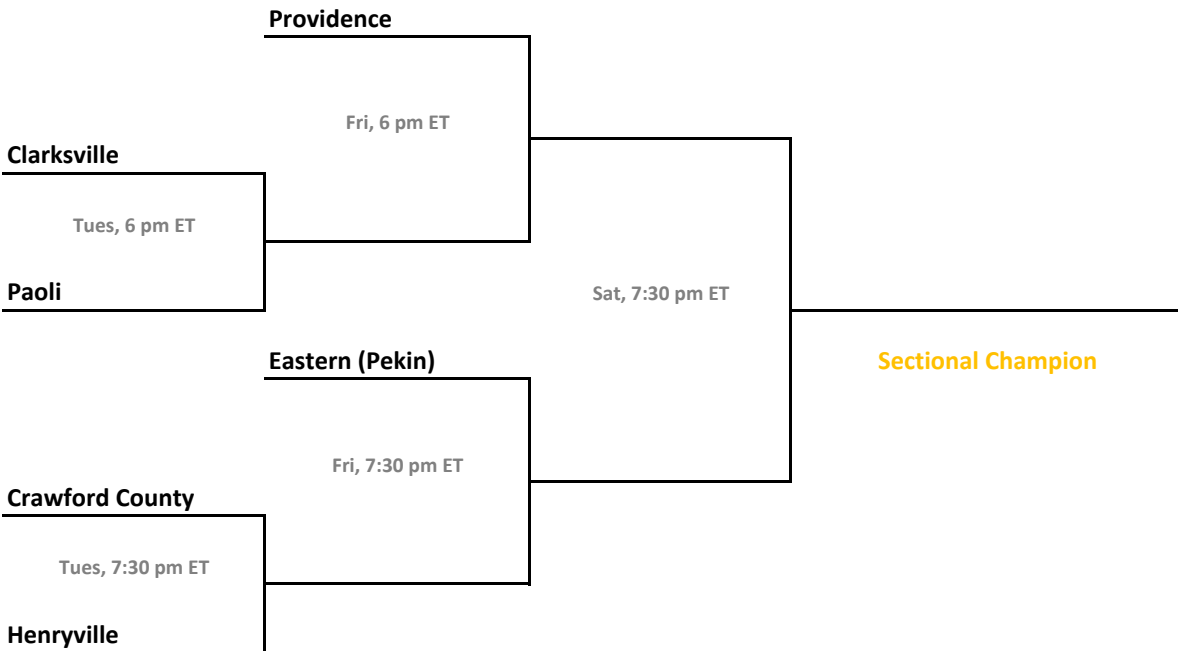 Providence
Fri, 6 pm ET
Clarksville
Tues, 6 pm ET
Paoli
Sat, 7:30 pm ET
Eastern (Pekin)
Sectional Champion
Fri, 7:30 pm ET
Crawford County
Tues, 7:30 pm ET
Henryville